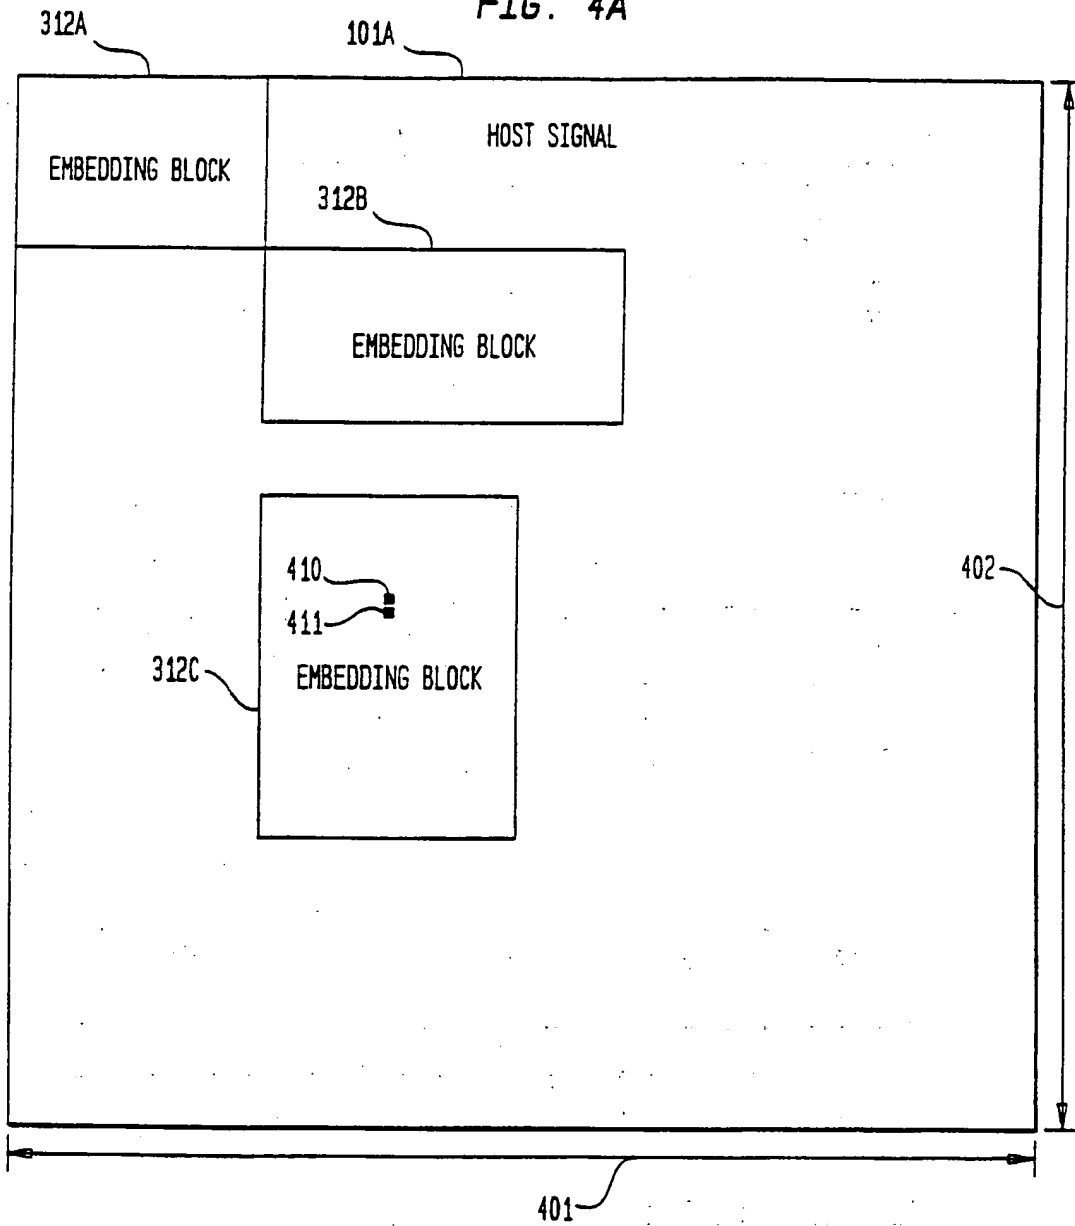 FIG. 4A
312A
101A
HOST SIGNAL
EMBEDDING BLOCK
312B
EMBEDDING BLOCK
410
411
402
312C
EMBEDDING BLOCK
401